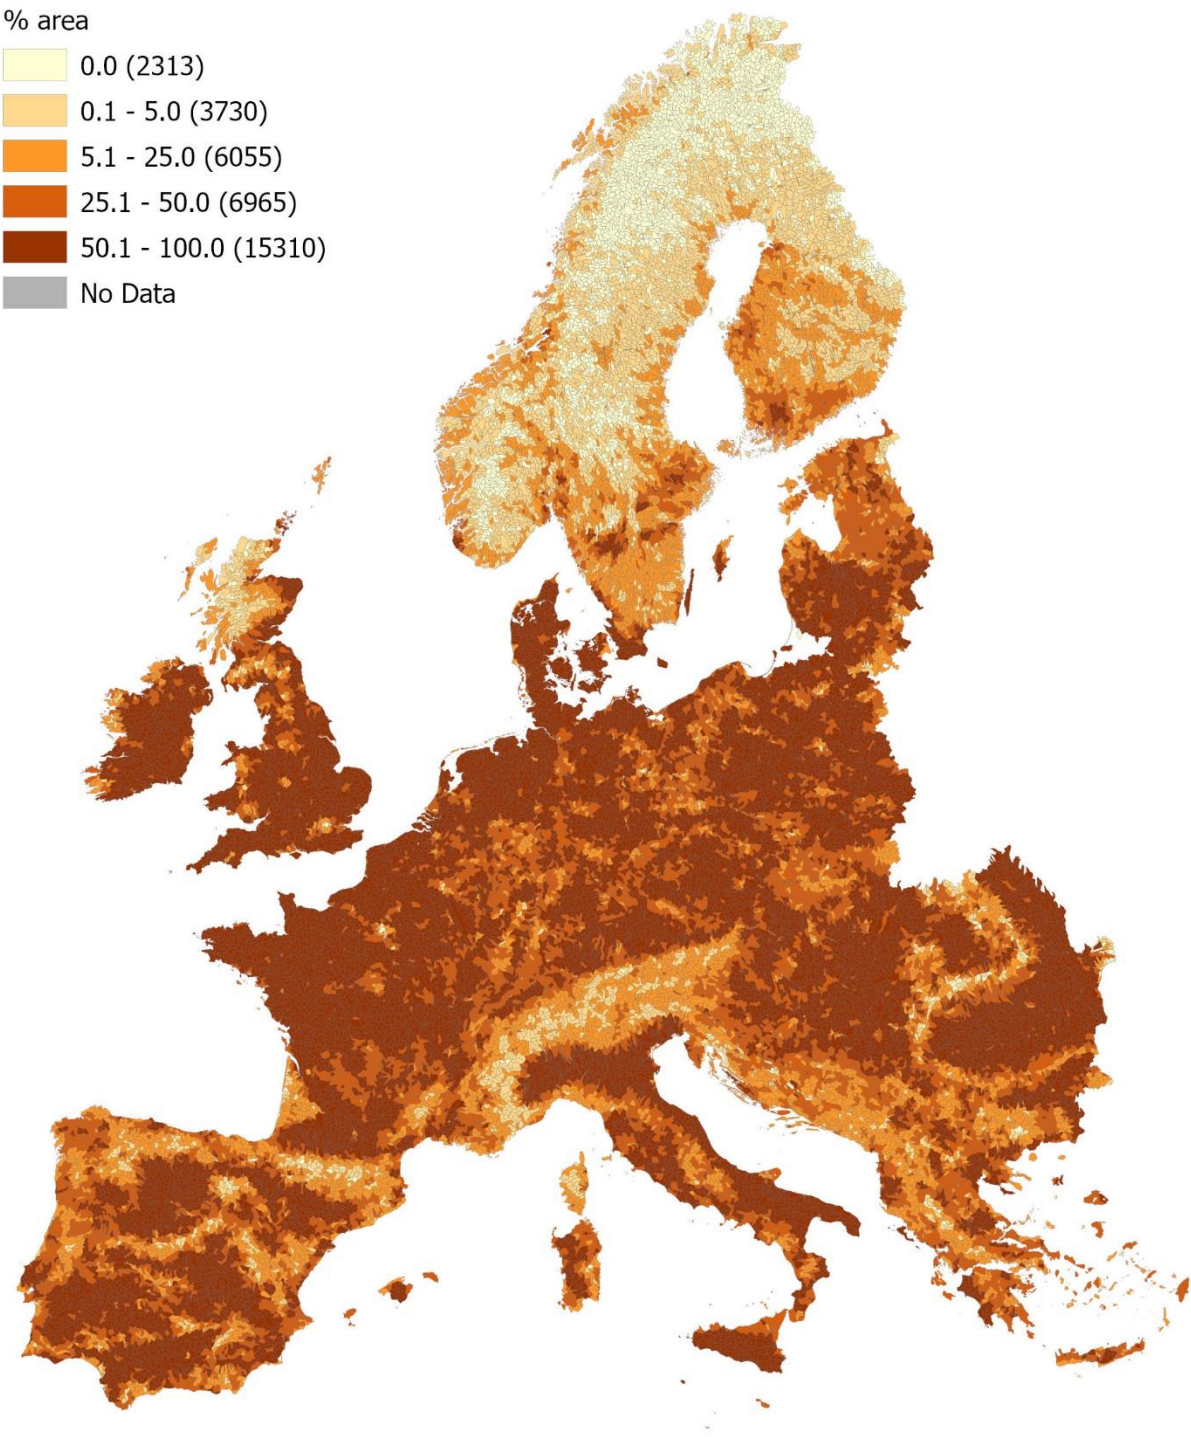 % area
0.0 (2313)
0.1 - 5.0 (3730)
5.1 - 25.0 (6055)
25.1 - 50.0 (6965)
50.1 - 100.0 (15310)
No Data